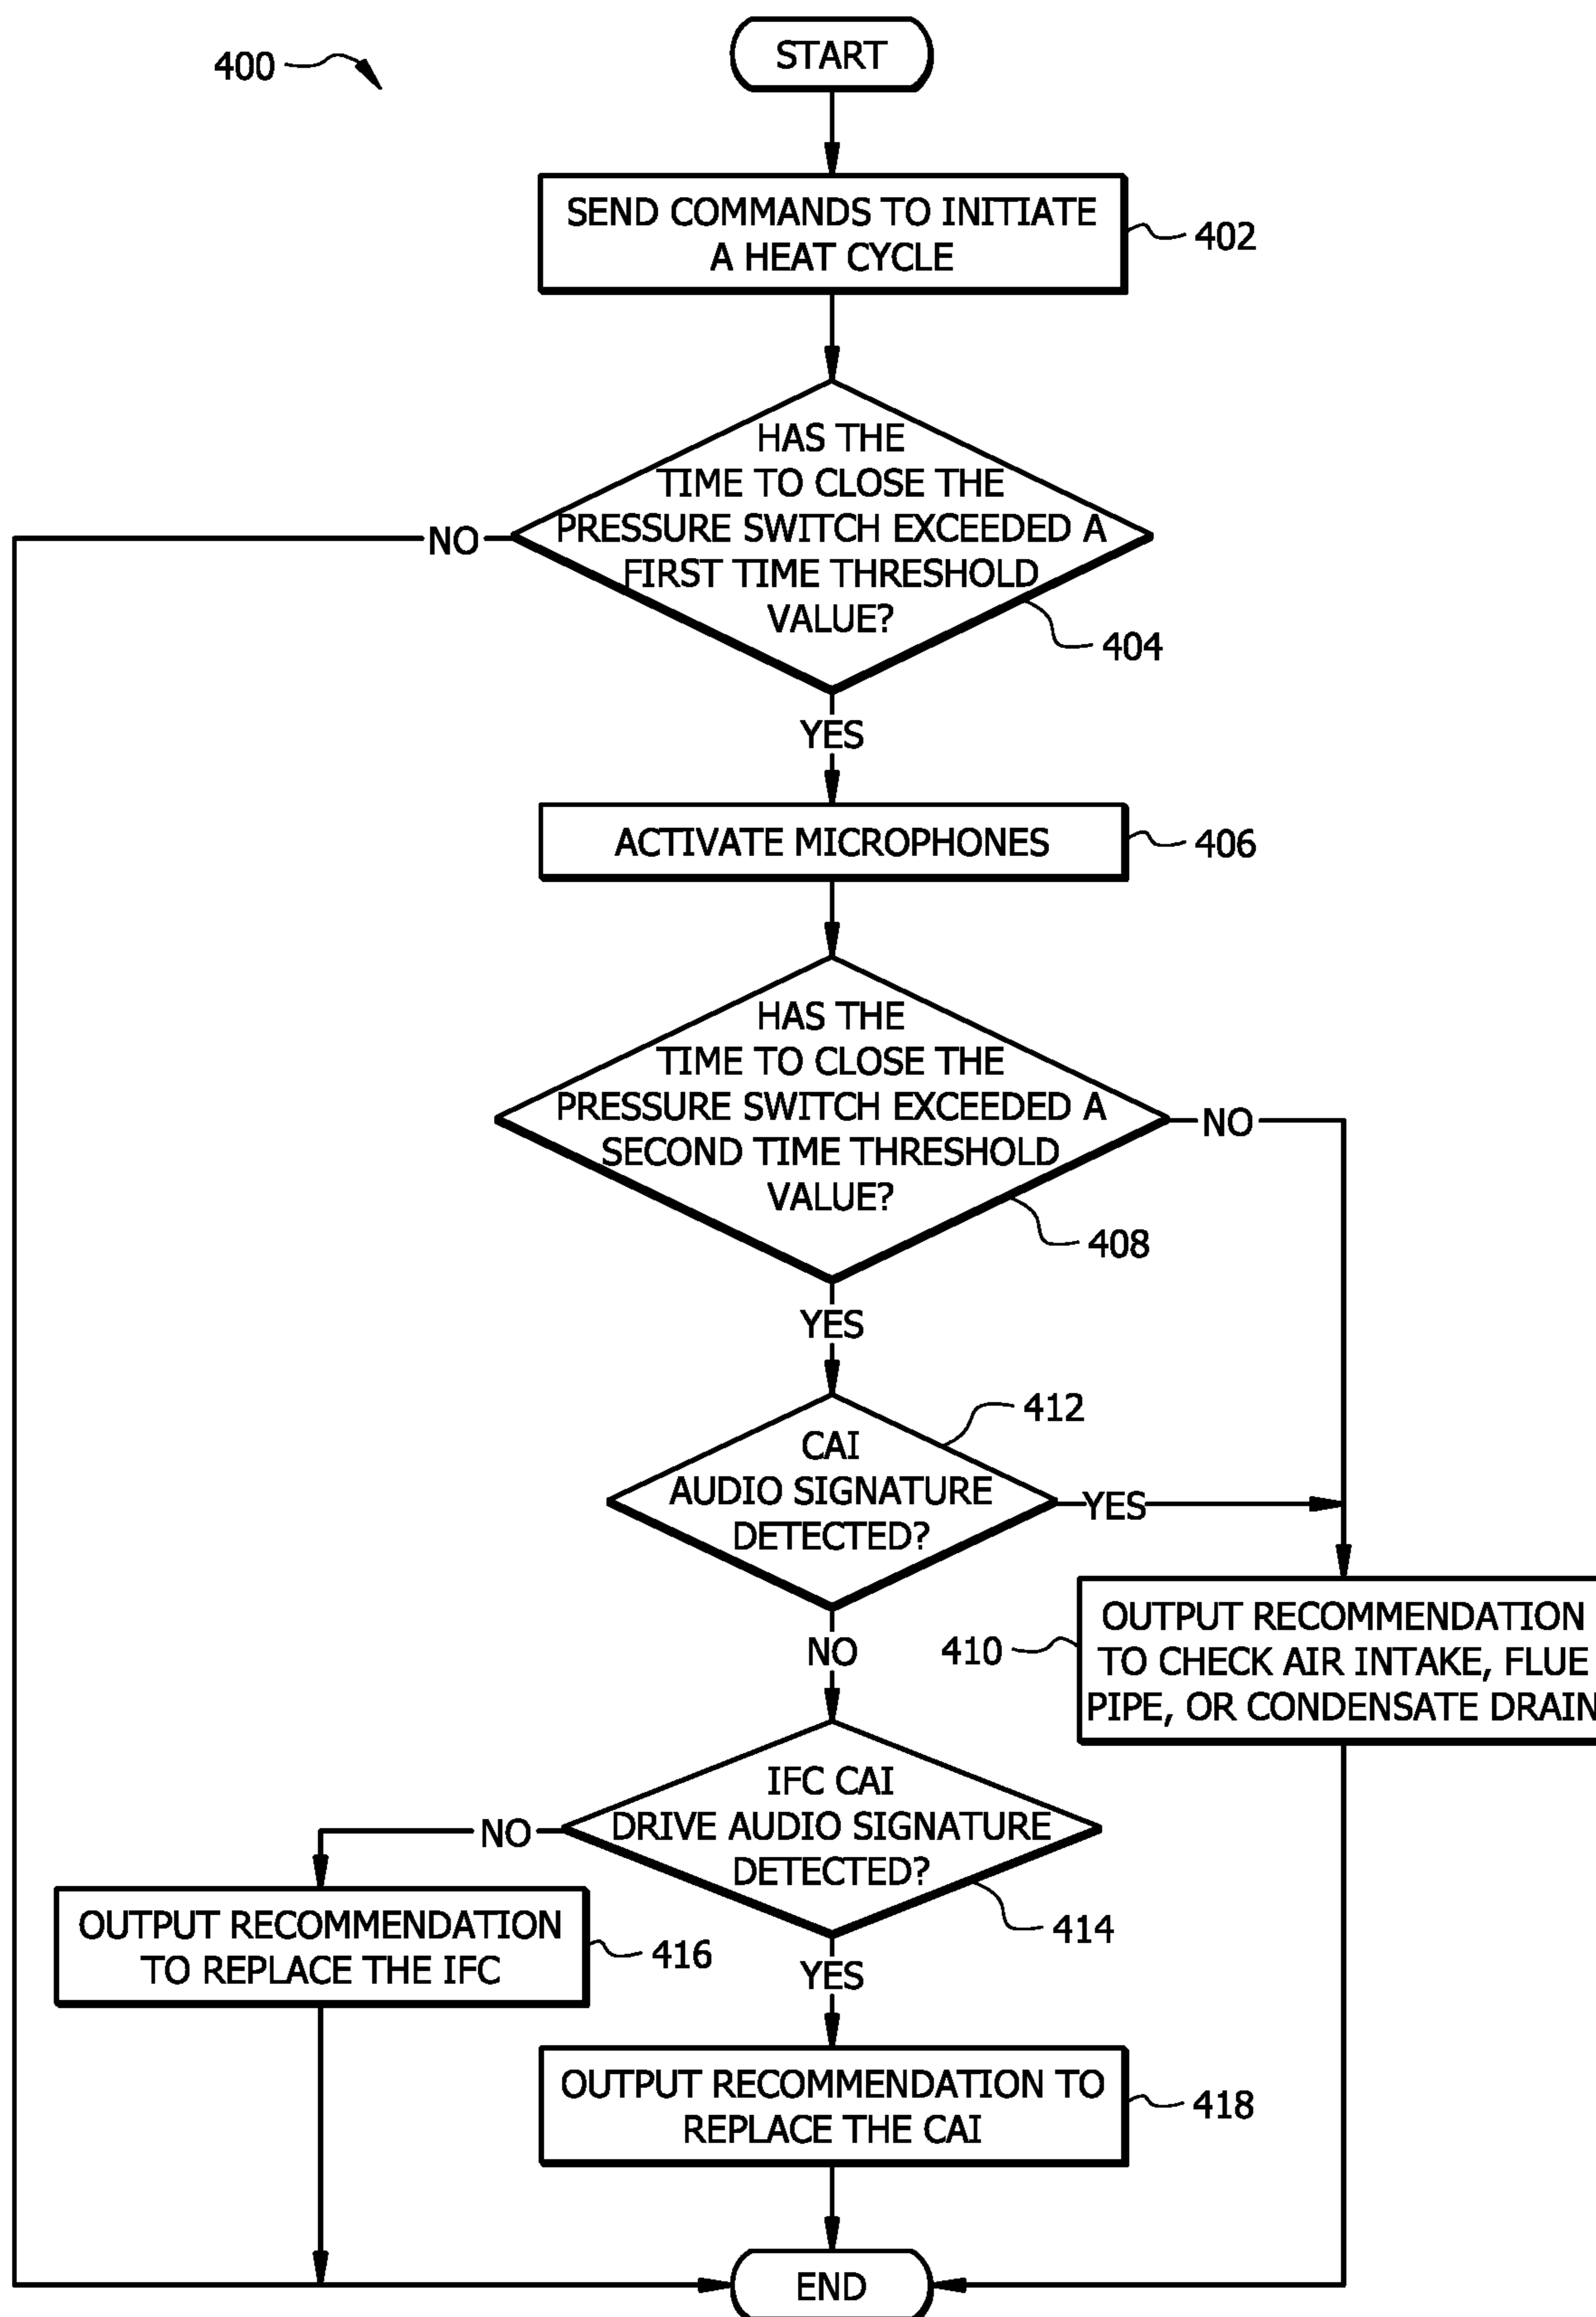 400
START
SEND COMMANDS TO INITIATE
A HEAT CYCLE
402
HAS THE
TIME TO CLOSE THE
PRESSURE SWITCH EXCEEDED A
FIRST TIME THRESHOLD
VALUE?
NO
404
YES
ACTIVATE MICROPHONES
406
HAS THE
TIME TO CLOSE THE
PRESSURE SWITCH EXCEEDED A
SECOND TIME THRESHOLD
VALUE?
NO
408
YES
412
CAI
AUDIO SIGNATURE
DETECTED?
YES
NO
410
OUTPUT RECOMMENDATION
TO CHECK AIR INTAKE, FLUE
PIPE, OR CONDENSATE DRAIN
IFC CAI
DRIVE AUDIO SIGNATURE
DETECTED?
NO
414
OUTPUT RECOMMENDATION
TO REPLACE THE IFC
416
YES
OUTPUT RECOMMENDATION TO
REPLACE THE CAI
418
END